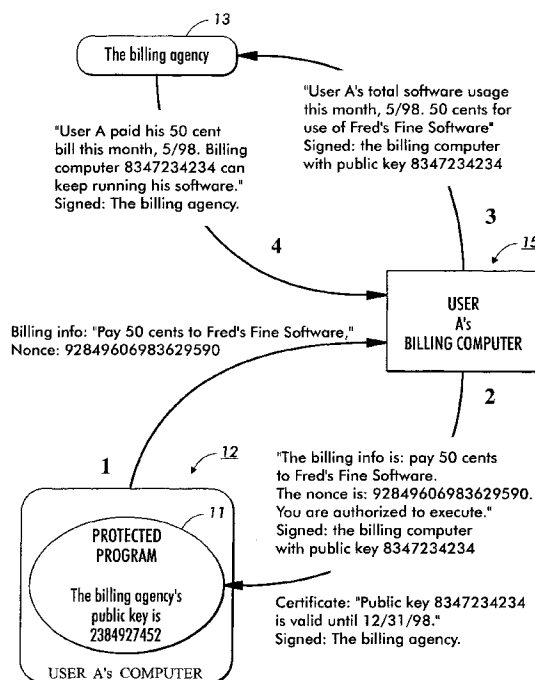 13
The billing agency
"User A's total software usage
this month, 5/98. 50 cents for
use of Fred's Fine Software"
Signed: the billing computer
with public key 8347234234
3
"User A paid his 50 cent
bill this month, 5/98. Billing
computer 8347234234 can
keep running his software."
Signed: The billing agency.
4
15
USER
A's
BILLING COMPUTER
Billing info: "Pay 50 cents to Fred's Fine Software,"
Nonce: 92849606983629590
1
2
"The billing info is: pay 50 cents
to Fred's Fine Software.
The nonce is: 92849606983629590.
You are authorized to execute."
Signed: the billing computer
with public key 8347234234
Certificate: "Public key 8347234234
is valid until 12/31/98."
Signed: The billing agency.
12
11
PROTECTED
PROGRAM
The billing agency's
public key is
2384927452
USER A's COMPUTER